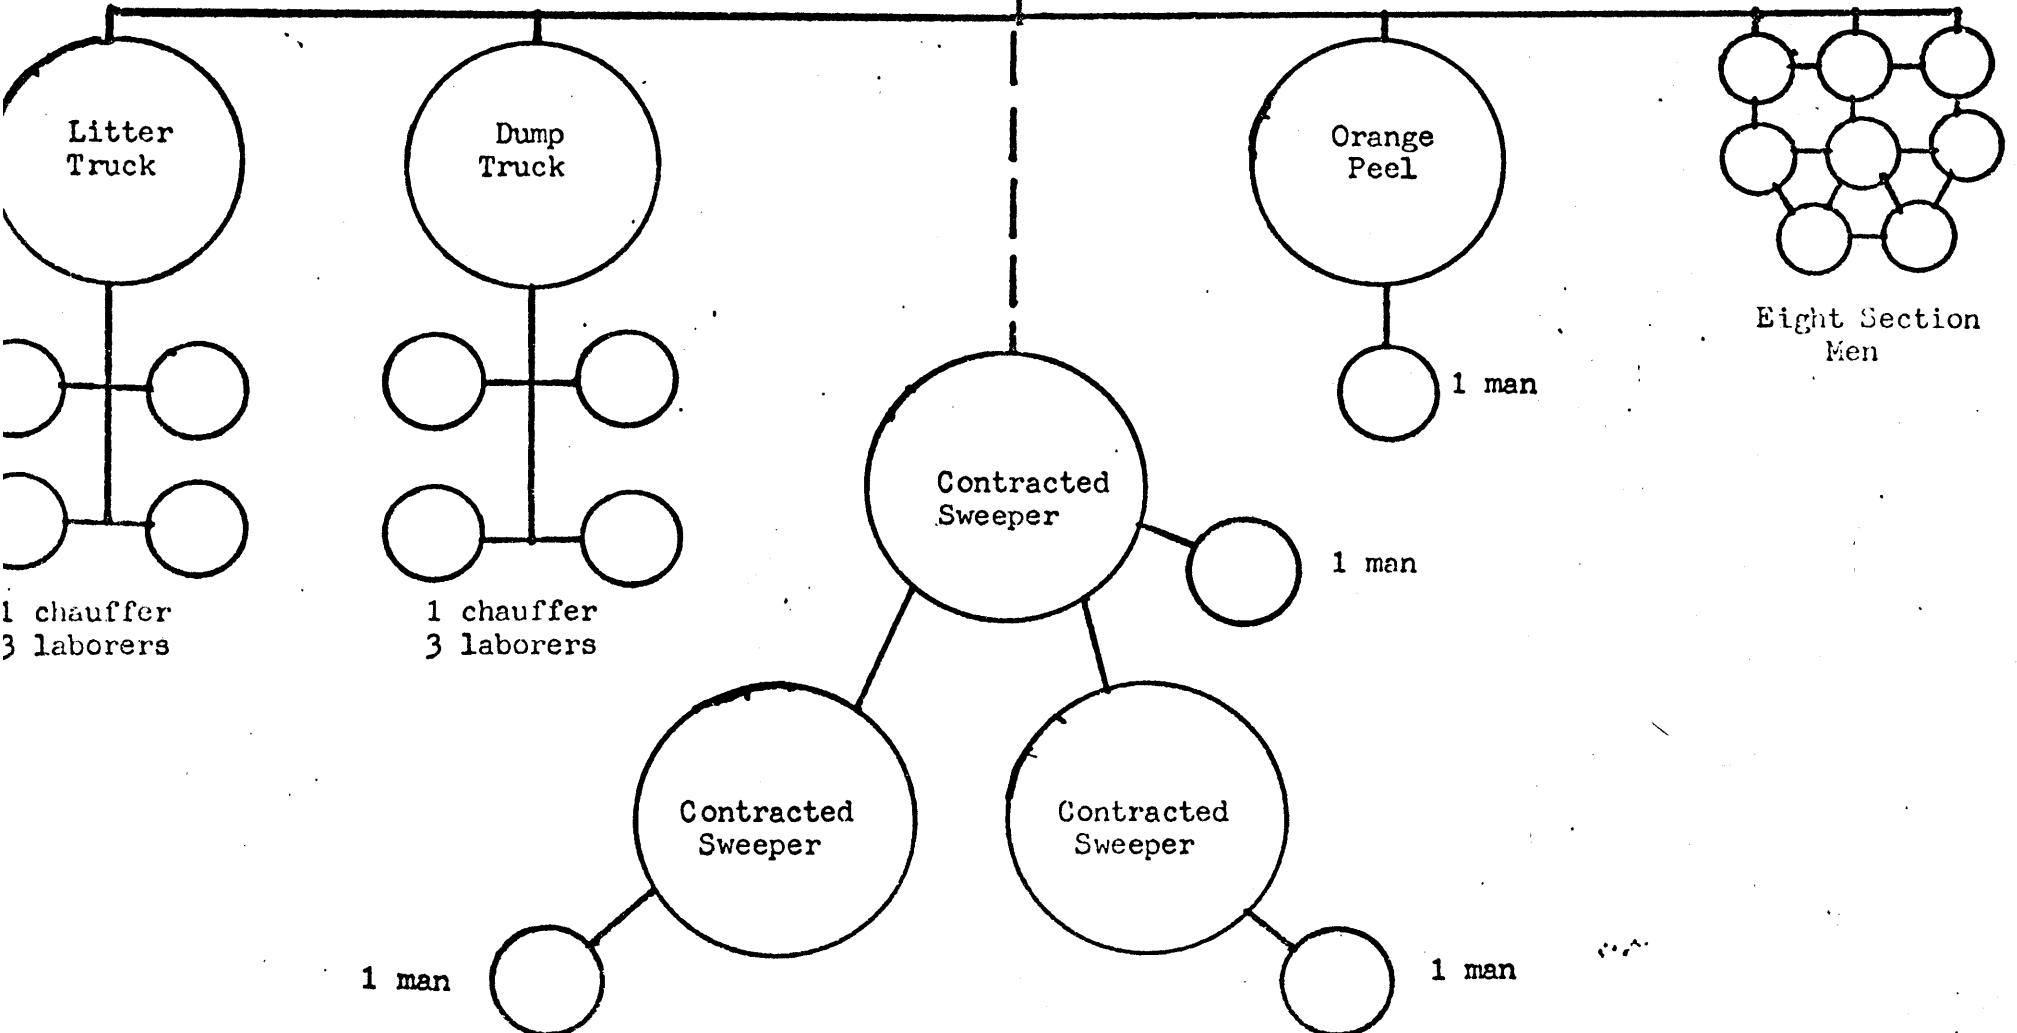 Litter
Truck
Dump
Truck
Orange
Peel
Eight Section
Men
1 man
Contracted
Sweeper
1 man
1 chauffer
3 laborers
1 chauffer
3 laborers
Contracted
Sweeper
Contracted
Sweeper
1 man
1 man